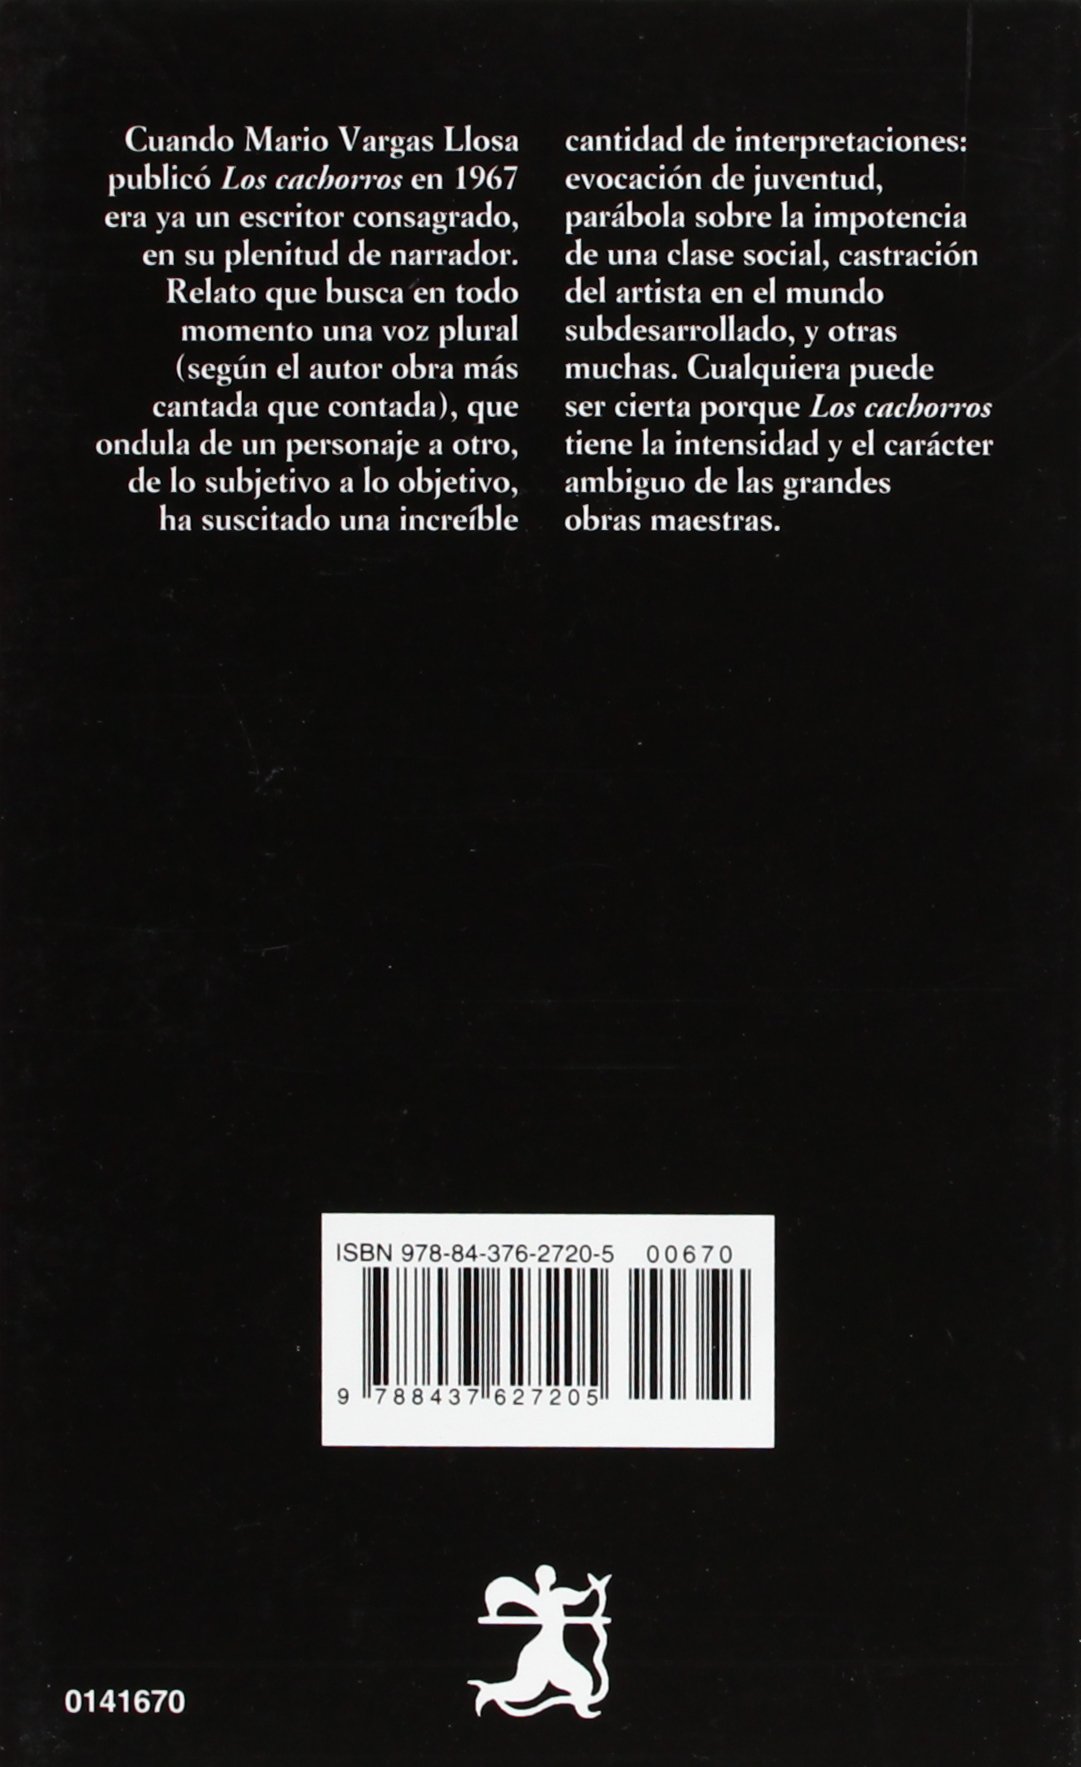 Cuando Mario Vargas Llosa
publicó Los cachorros en 1967
era ya un escritor consagrado,
en su plenitud de narrador.
Relato que busca en todo
momento una voz plural
(según el autor obra más
cantada que contada), que
ondula de un personaje a otro,
de lo subjetivo a lo objetivo,
ha suscitado una increíble
cantidad de interpretaciones:
evocación de juventud,
parábola sobre la impotencia
de una clase social, castración
del artista en el mundo
subdesarrollado, y otras
muchas. Cualquiera puede
ser cierta porque Los cachorros
tiene la intensidad y el carácter
ambiguo de las grandes
obras maestras.
ISBN 978-84-376-2720-5 00670
9 788437 627205
0141670